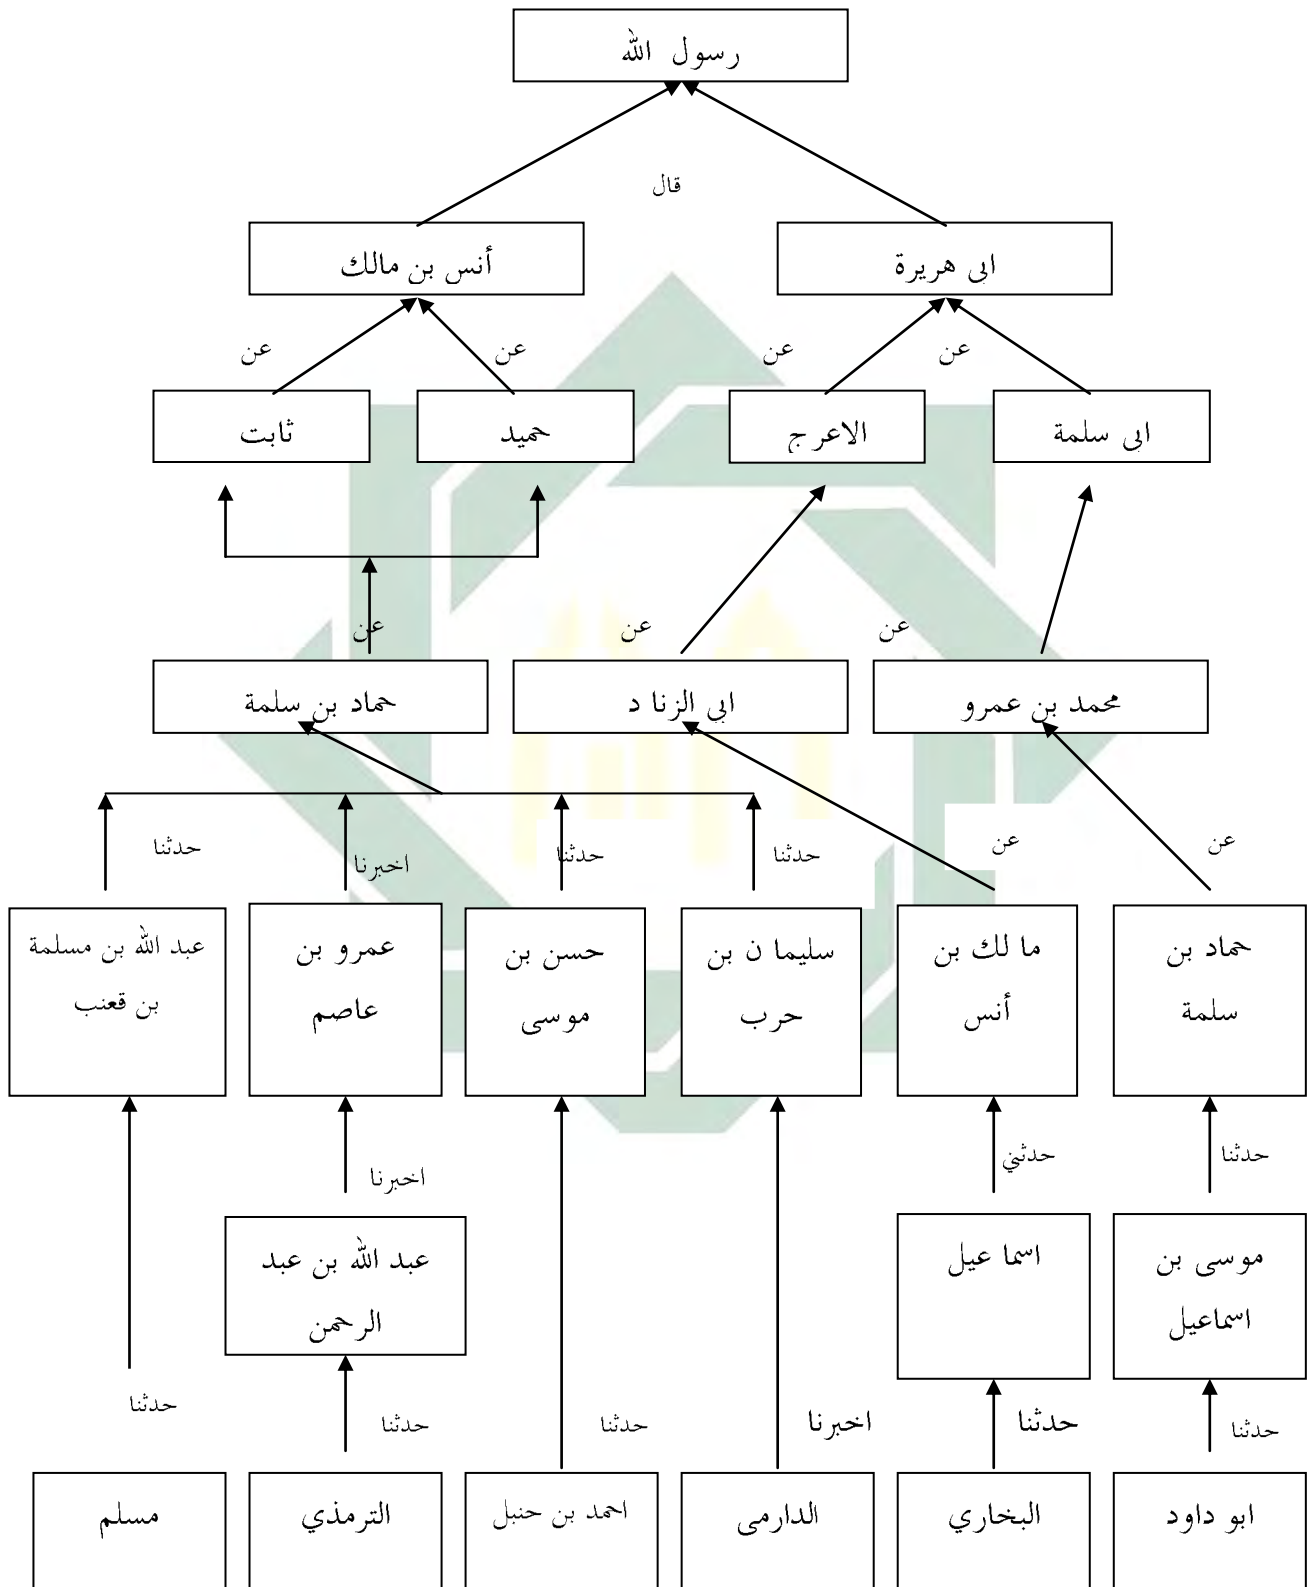 رسول الله
قال
ابى هريرة
أنس بن مالك
عن
عن
عن
عن
ابى سلمة
الاعرج
حميد
ثابت
عن
عن
عن
محمد بن عمرو
ابي الزنا د
حماد بن سلمة
عن
عن
حدثنا
حدثنا
اخبرنا
حدثنا
حماد بن
سلمة
ما لك بن
أنس
سليما ن بن
حرب
حسن بن
موسى
عمرو بن
عاصم
عبد الله بن مسلمة
بن قعنب
حدثنا
حدثني
اخبرنا
موسى بن
اسماعيل
اسما عيل
عبد الله بن عبد
الرحمن
حدثنا
حدثنا
اخبرنا
حدثنا
حدثنا
حدثنا
ابو داود
البخاري
الدارمى
احمد بن حنبل
الترمذي
مسلم